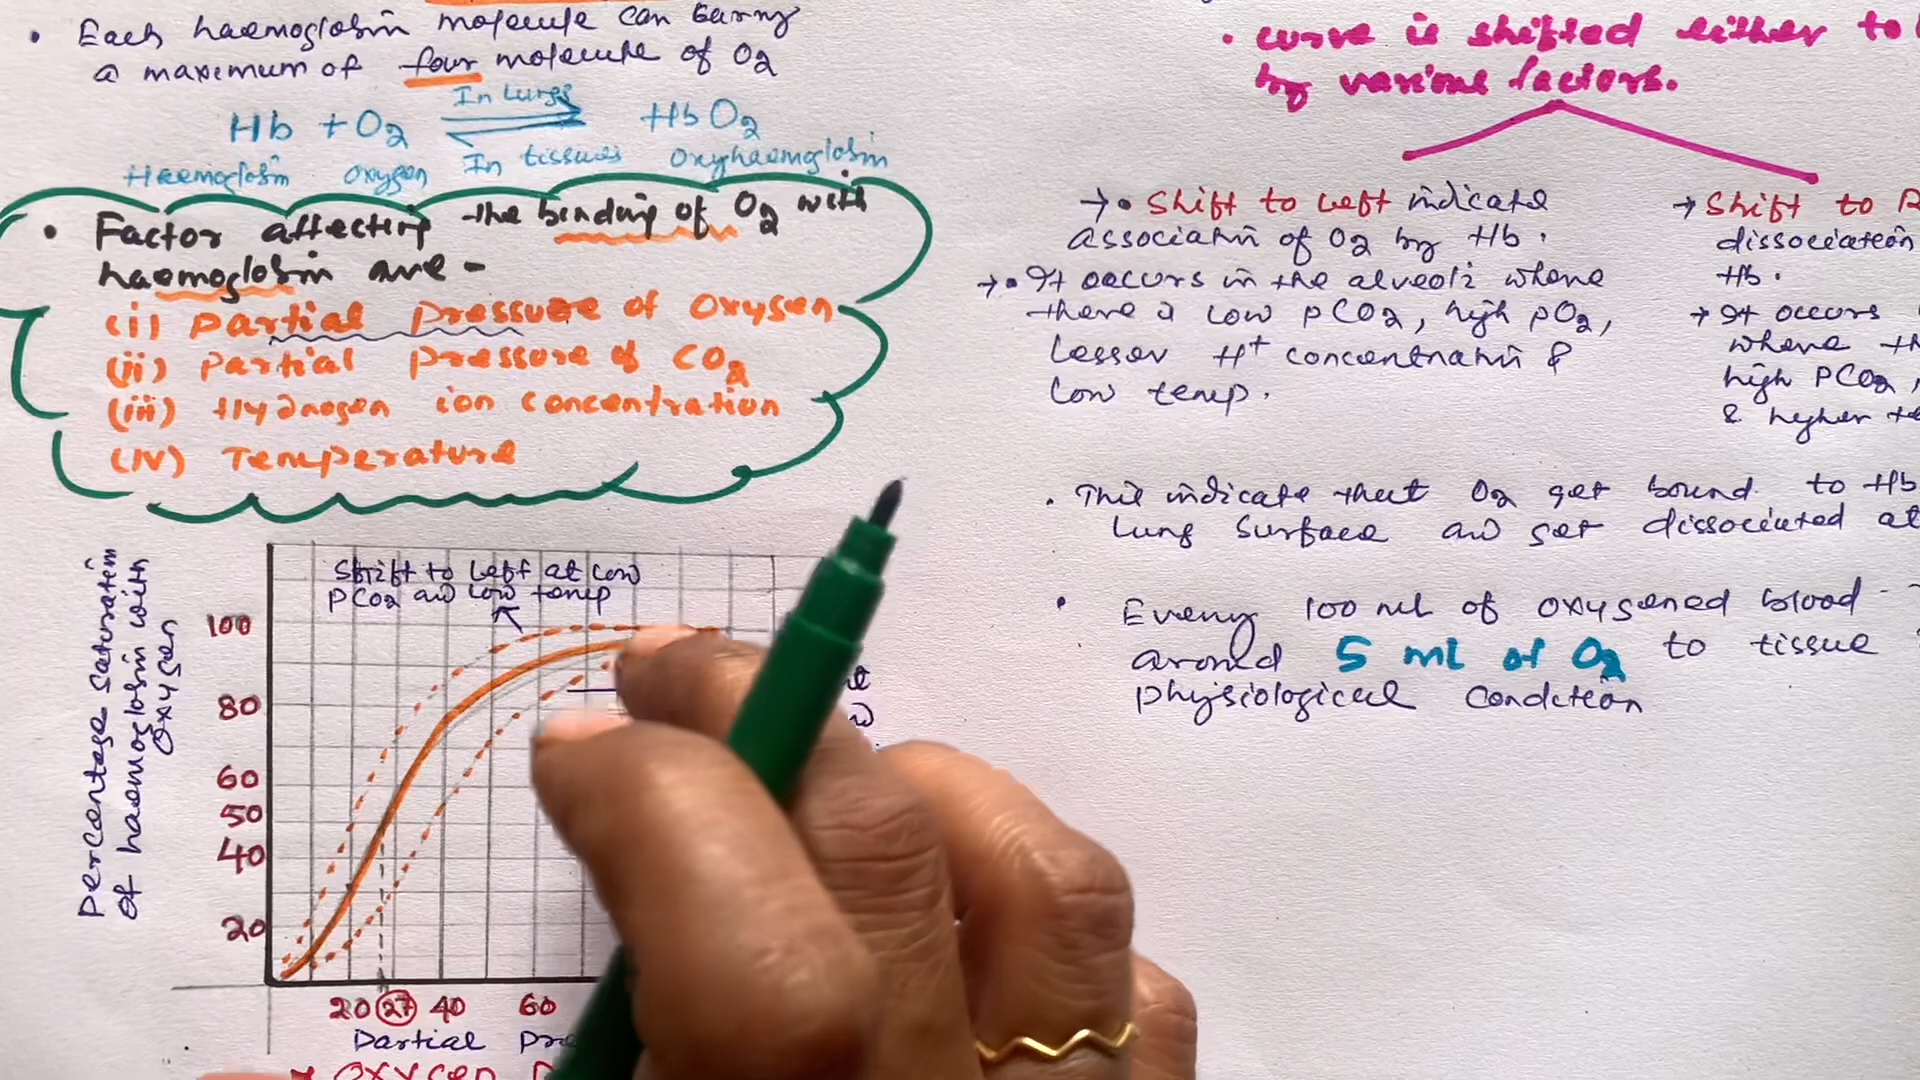 • Each haemoglobin molecule can carry
a maximum of four molecule of O2
Hb + O2 In Lungs HbO2
Haemoglobin oxygen In tissues Oxyhaemoglobin
• Factor affecting the binding of O2 with
haemoglobin are -
(i) Partial Pressure of Oxygen
(ii) Partial Pressure of CO2
(iii) Hydrogen ion concentration
(iv) Temperature
Shift to Left at Low
PCO2 and Low temp
Percentage Saturation
of haemoglobin with
Oxygen
100
80
60
50
40
20
20 27 40 60
Partial
OXYGEN
• curve is shifted either to
by various factors.
→• Shift to Left indicate
association of O2 by Hb.
→• It occurs in the alveoli where
there is low pCO2, high pO2,
Lesser H+ concentration &
Low temp.
→ Shift to
dissociation
Hb.
→ It occurs
where
high PCO2,
& higher
• This indicate that O2 get bound to Hb
Lung Surface and get dissociated at
• Every 100 ml of oxygened blood
around 5 ml of O2 to tissue
physiological condition